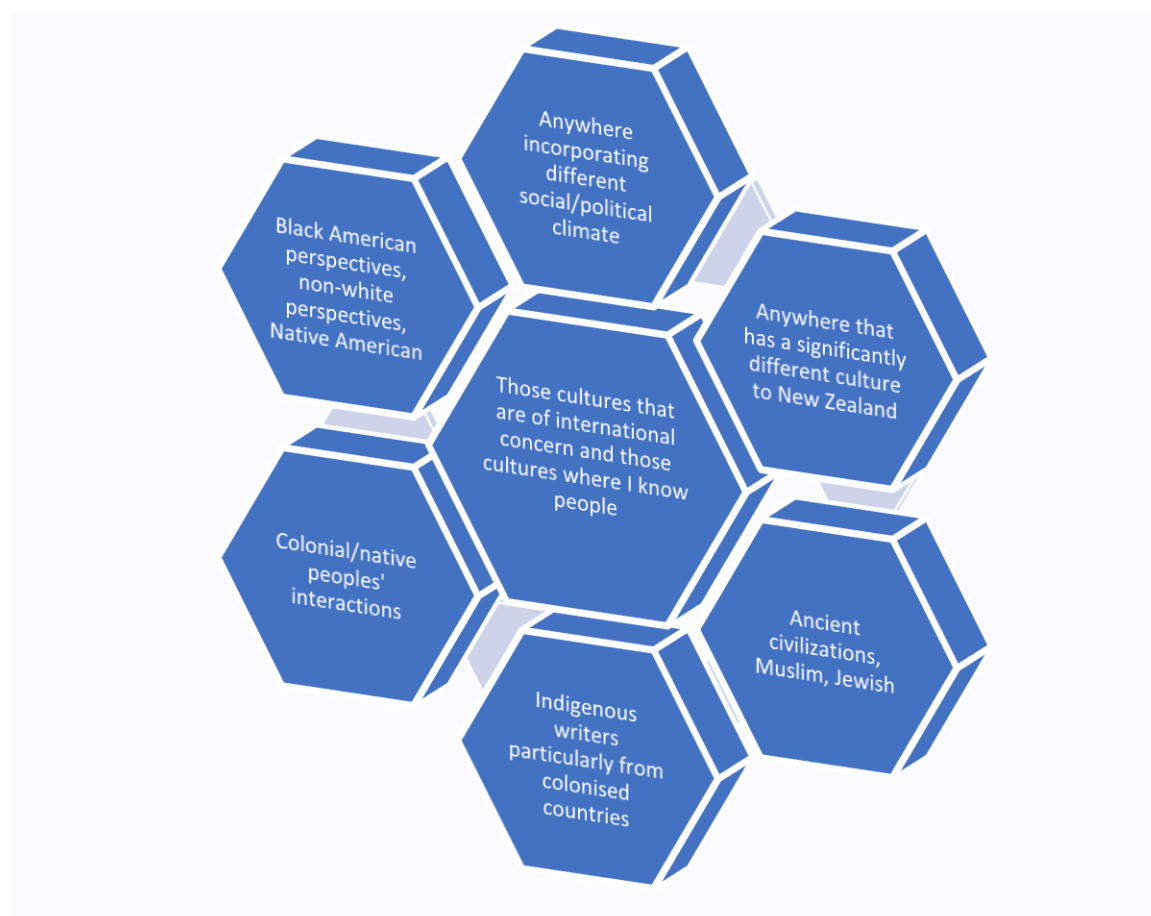 Anywhere
incorporating
different
social/political
climate
Black American
perspectives,
non-white
perspectives,
Native American
Anywhere that
has a significantly
different culture
to New Zealand
Those cultures that
are of international
concern and those
cultures where I know
people
Colonial/native
peoples'
interactions
Ancient
civilizations,
Muslim, Jewish
Indigenous
writers
particularly from
colonised
countries